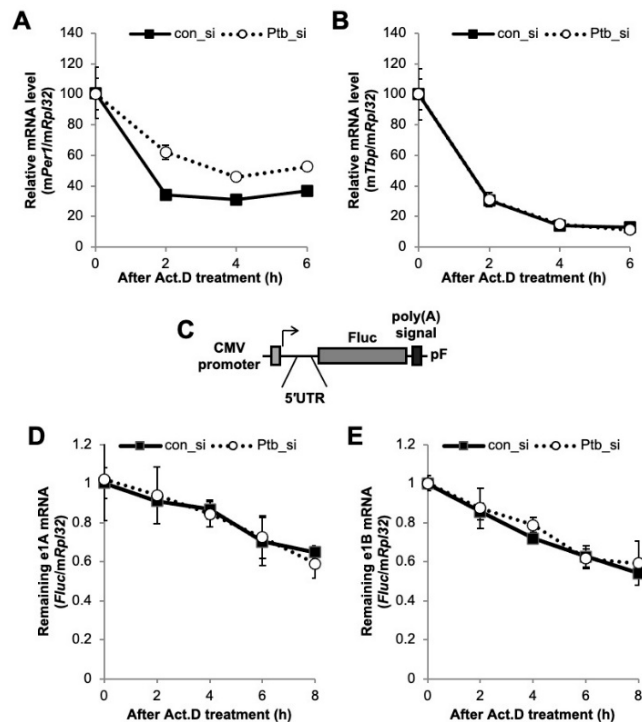 A
con_si
Ptb_si
Relative mRNA level
(mPer1/mRpl32)
140
120
100
80
60
40
20
0
0
2
4
6
After Act.D treatment (h)
B
con_si
Ptb_si
Relative mRNA level
(mTbp/mRpl32)
140
120
100
80
60
40
20
0
0
2
4
6
After Act.D treatment (h)
C
CMV
promoter
Fluc
poly(A)
signal
pF
5'UTR
D
con_si
Ptb_si
Remaining e1A mRNA
(Fluc/mRpl32)
1.2
1
0.8
0.6
0.4
0.2
0
0
2
4
6
8
After Act.D treatment (h)
E
con_si
Ptb_si
Remaining e1B mRNA
(Fluc/mRpl32)
1.2
1
0.8
0.6
0.4
0.2
0
0
2
4
6
8
After Act.D treatment (h)